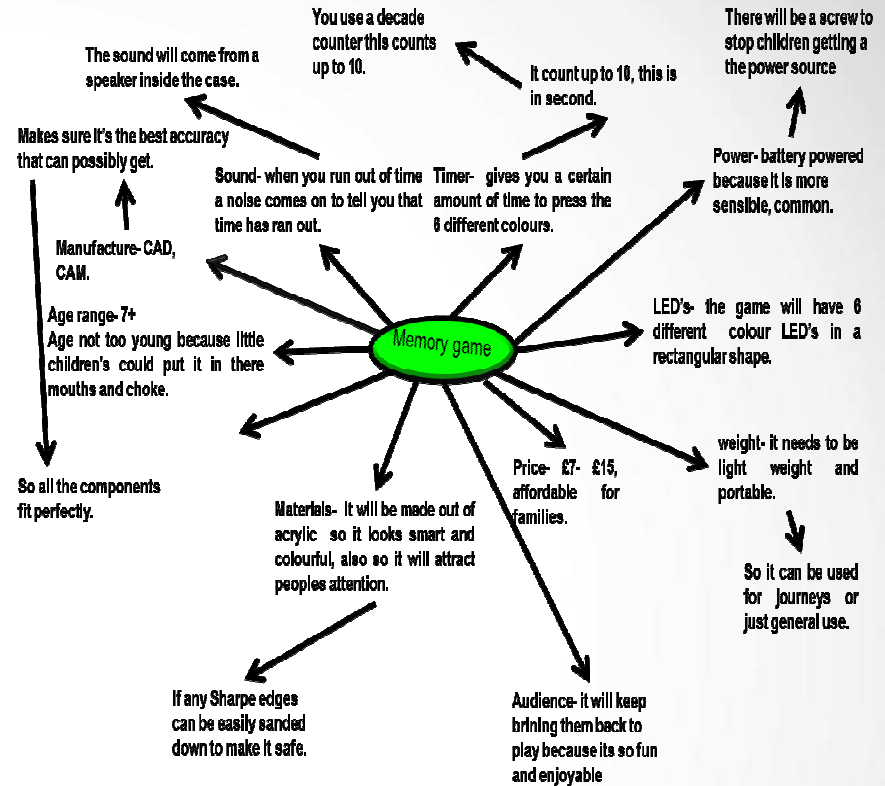 You use a decade
counter this counts
up to 10.
There will be a screw to
stop children getting a
the power source
The sound will come from a
speaker inside the case.
It count up to 10, this is
in second.
Makes sure it's the best accuracy
that can possibly get.
Sound- when you run out of time
a noise comes on to tell you that
time has ran out.
Timer- gives you a certain
amount of time to press the
6 different colours.
Power- battery powered
because it is more
sensible, common.
Manufacture- CAD,
CAM.
Age range- 7+
Age not too young because little
children's could put it in there
mouths and choke.
Memory game
LED's- the game will have 6
different colour LED's in a
rectangular shape.
So all the components
fit perfectly.
Materials- It will be made out of
acrylic so it looks smart and
colourful, also so it will attract
peoples attention.
Price- £7- £15,
affordable for
families.
weight- it needs to be
light weight and
portable.
So it can be used
for journeys or
just general use.
If any Sharpe edges
can be easily sanded
down to make it safe.
Audience- it will keep
brining them back to
play because its so fun
and enjoyable